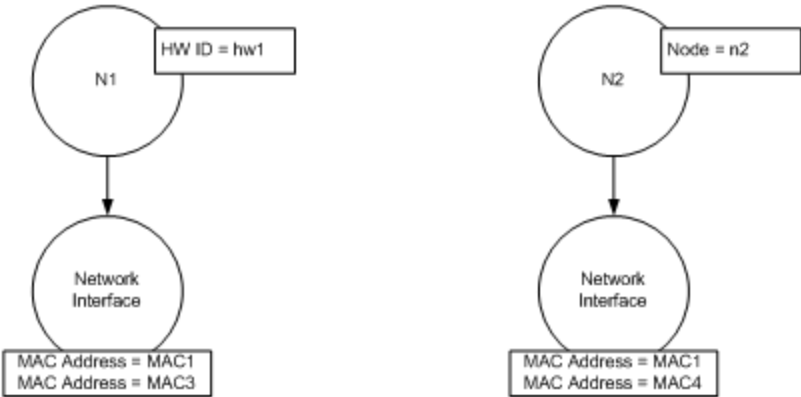 N1
HW ID = hw1
Network
Interface
MAC Address = MAC1
MAC Address = MAC3
N2
Node = n2
Network
Interface
MAC Address = MAC1
MAC Address = MAC4